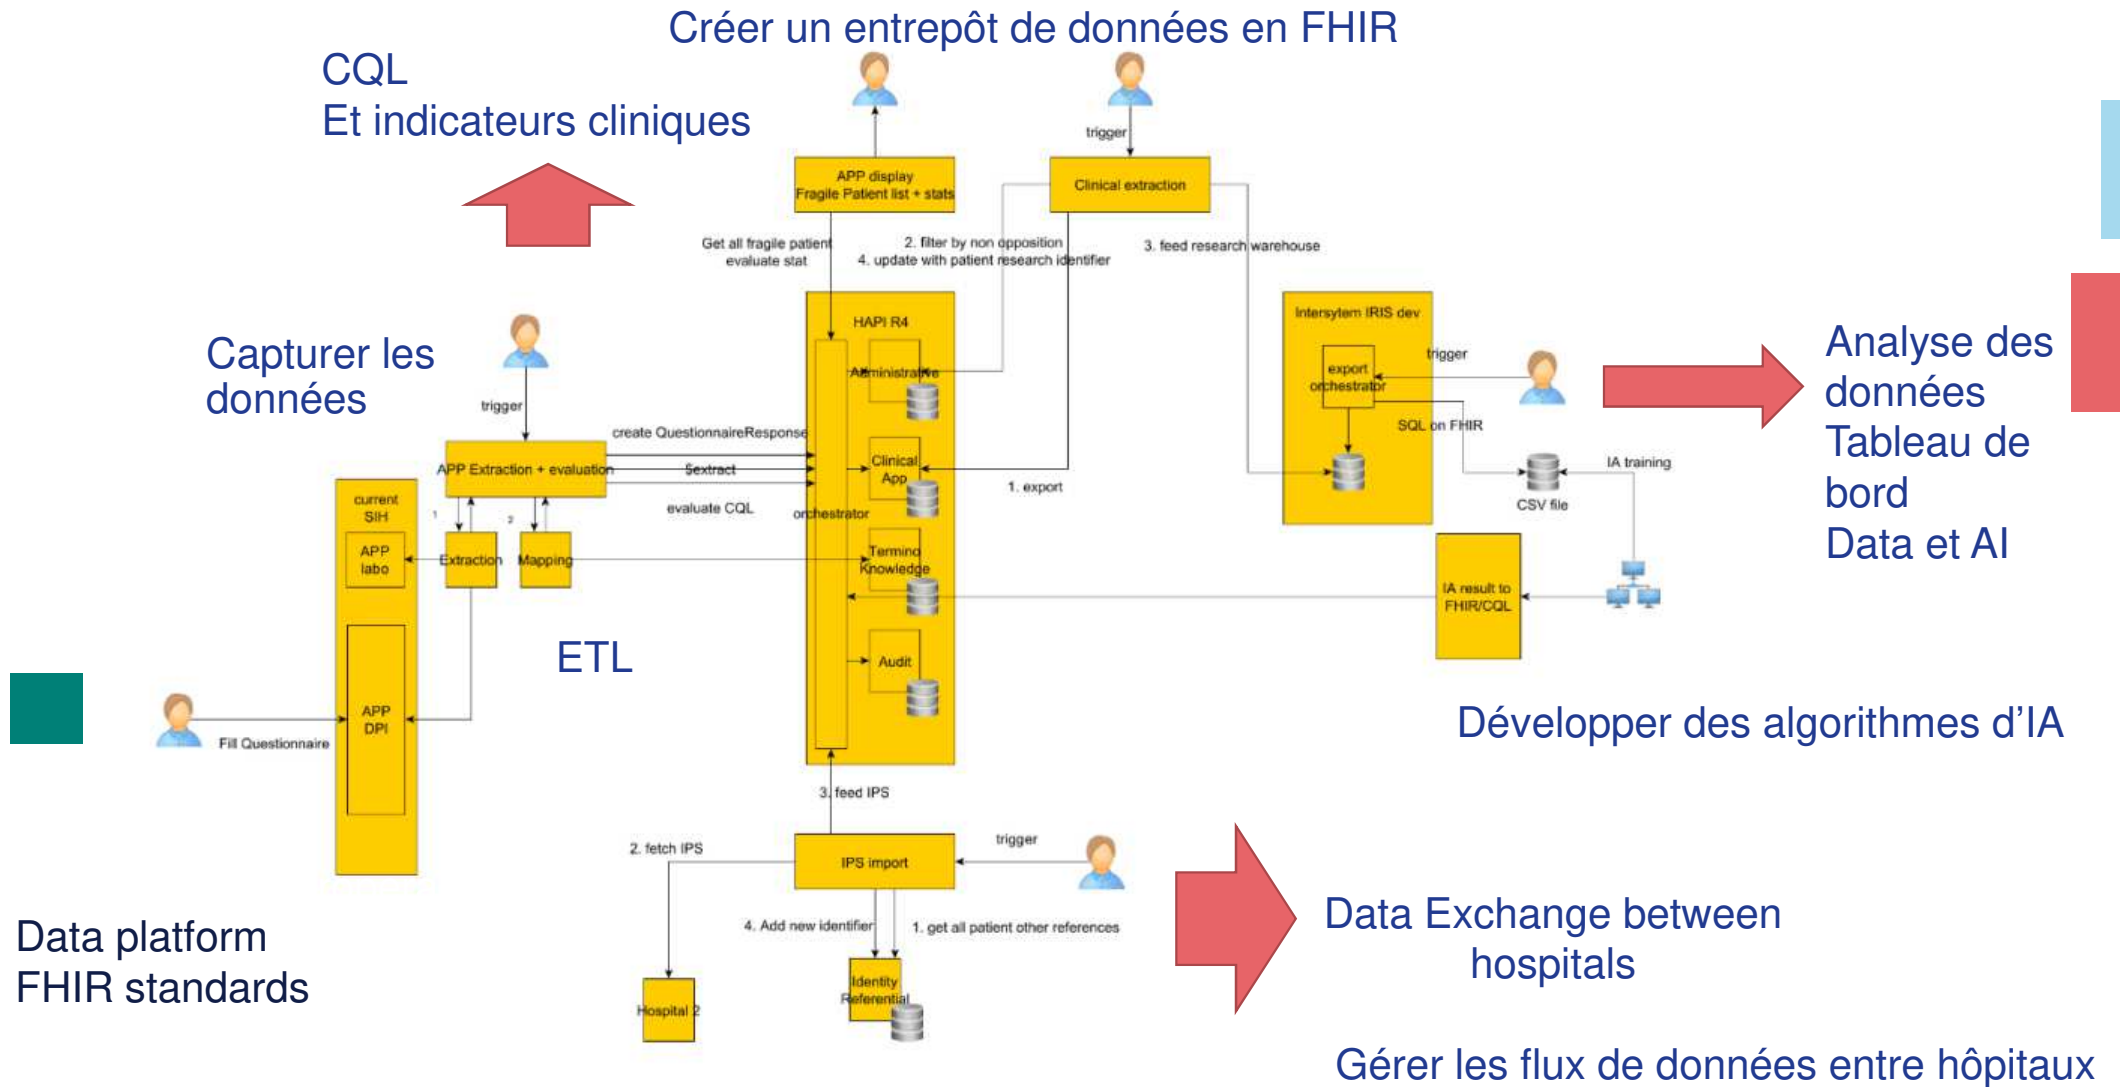 Créer un entrepôt de données en FHIR
CQL
Et indicateurs cliniques
trigger
APP display
Fragile Patient list + stats
Clinical extraction
Get all fragile patient
evaluate stat
2. filter by non opposition
4. update with patient research identifier
3. feed research warehouse
HAPI R4
Intersytem IRIS dev
Capturer les
données
trigger
Administrative
export
orchestrator
trigger
Analyse des
données
Tableau de
bord
Data et AI
create QuestionnaireResponse
SQL on FHIR
APP Extraction + evaluation
$extract
Clinical
App
1. export
IA training
CSV file
current
SIH
1
2
evaluate CQL
orchestrator
APP
labo
Extraction
Mapping
Termino
Knowledge
IA result to
FHIR/CQL
ETL
Audit
APP
DPI
Fill Questionnaire
Développer des algorithmes d’IA
3. feed IPS
2. fetch IPS
IPS import
trigger
4. Add new identifier
1. get all patient other references
Data Exchange between
hospitals
Data platform
FHIR standards
Hospital 2
Identity
Referential
Gérer les flux de données entre hôpitaux